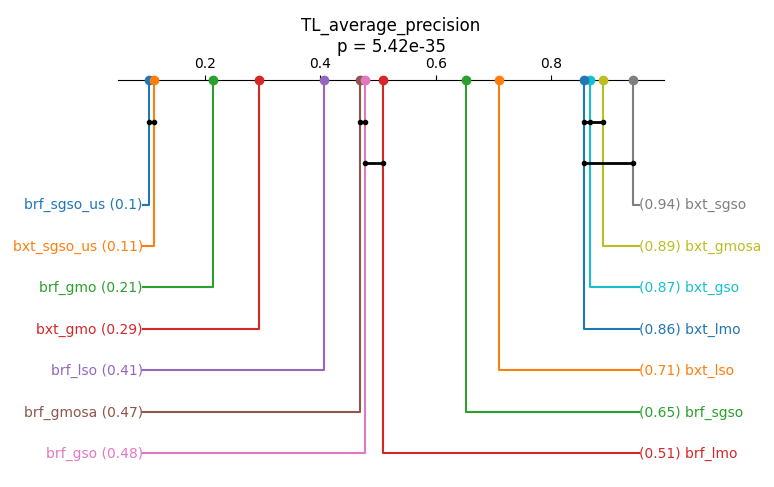 TL_average_precision
p = 5.42e-35
0.2 0.4 0.6 0.8
brf_sgso_us (0.1) (0.94) bxt_sgso
bxt_sgso_us (0.11) (0.89) bxt_gmosa
brf_gmo (0.21) (0.87) bxt_gso
bxt_gmo (0.29) (0.86) bxt_lmo
brf_lso (0.41) (0.71) bxt_lso
brf_gmosa (0.47) (0.65) brf_sgso
brf_gso (0.48) (0.51) brf_lmo